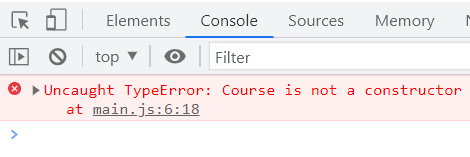 Elements Console Sources Memory
top ▼ Filter
Uncaught TypeError: Course is not a constructor
at main.js:6:18